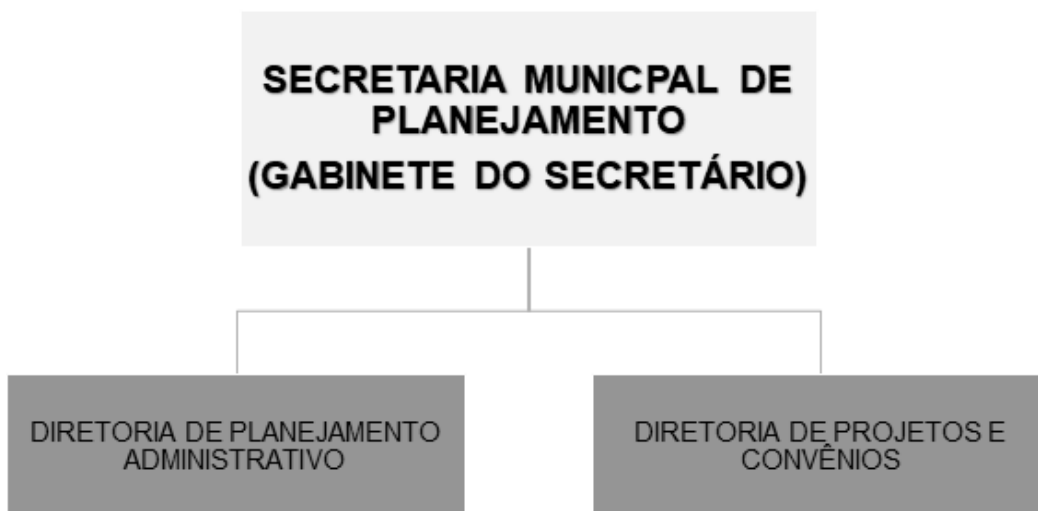 SECRETARIA MUNICPAL DE
PLANEJAMENTO
(GABINETE DO SECRETÁRIO)
DIRETORIA DE PLANEJAMENTO
ADMINISTRATIVO
DIRETORIA DE PROJETOS E
CONVÊNIOS